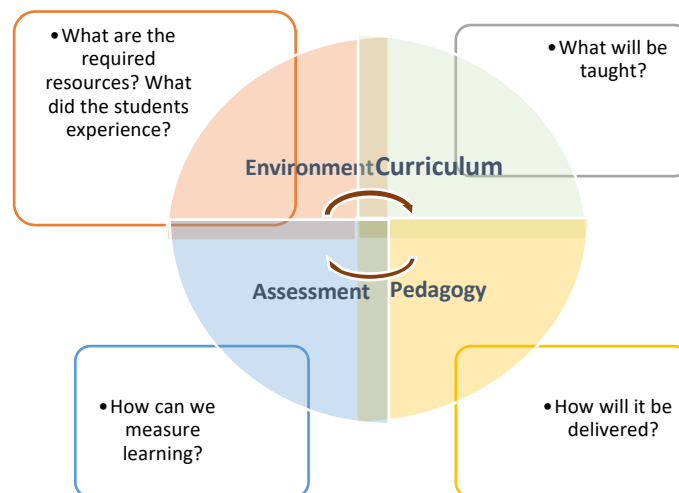 •What are the
required
resources? What
did the students
experience?
•What will be
taught?
Environment
Curriculum
Assessment
Pedagogy
•How can we
measure
learning?
•How will it be
delivered?